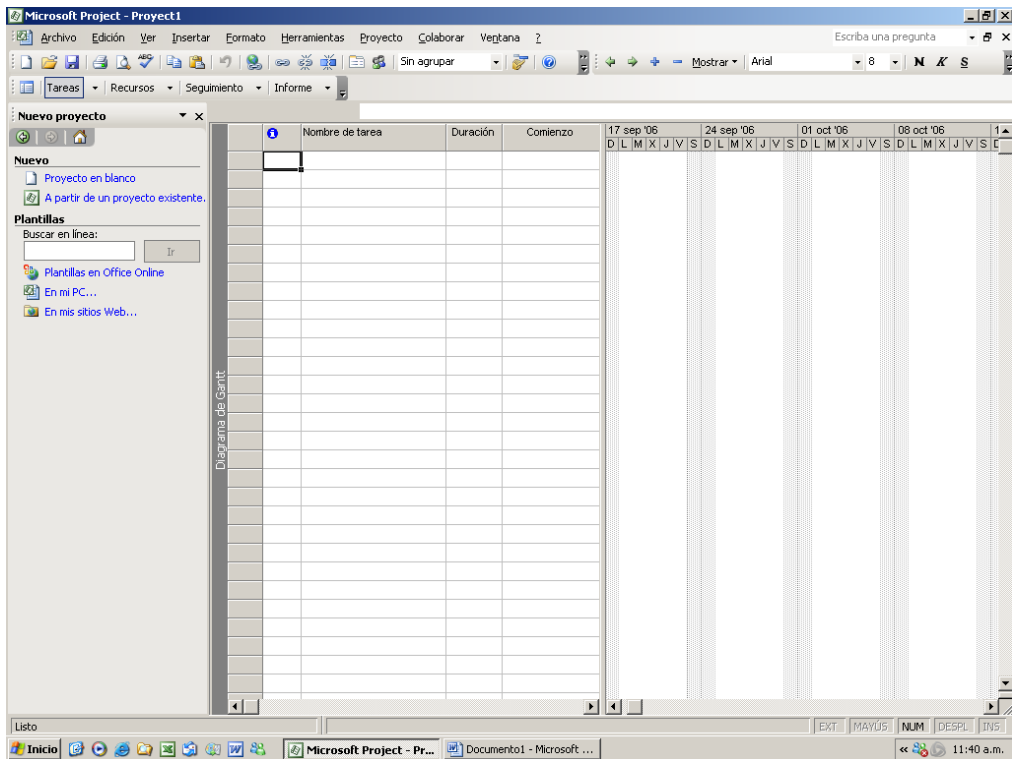 Microsoft Project - Proyect1
Archivo Edición Ver Insertar Formato Herramientas Proyecto Colaborar Ventana ? Escriba una pregunta
ABC Sin agrupar Mostrar Arial 8 N K S
Tareas Recursos Seguimiento Informe
Nuevo proyecto
Nombre de tarea Duración Comienzo 17 sep '06 24 sep '06 01 oct '06 08 oct '06 1
D L M X J V S D L M X J V S D L M X J V S D L M X J V S D
Nuevo
Proyecto en blanco
A partir de un proyecto existente.
Plantillas
Buscar en línea:
Ir
Plantillas en Office Online
En mi PC...
En mis sitios Web...
Diagrama de Gantt
Listo EXT MAYÚS NUM DESPL INS
Inicio Microsoft Project - Pr... Documento1 - Microsoft ... « 11:40 a.m.